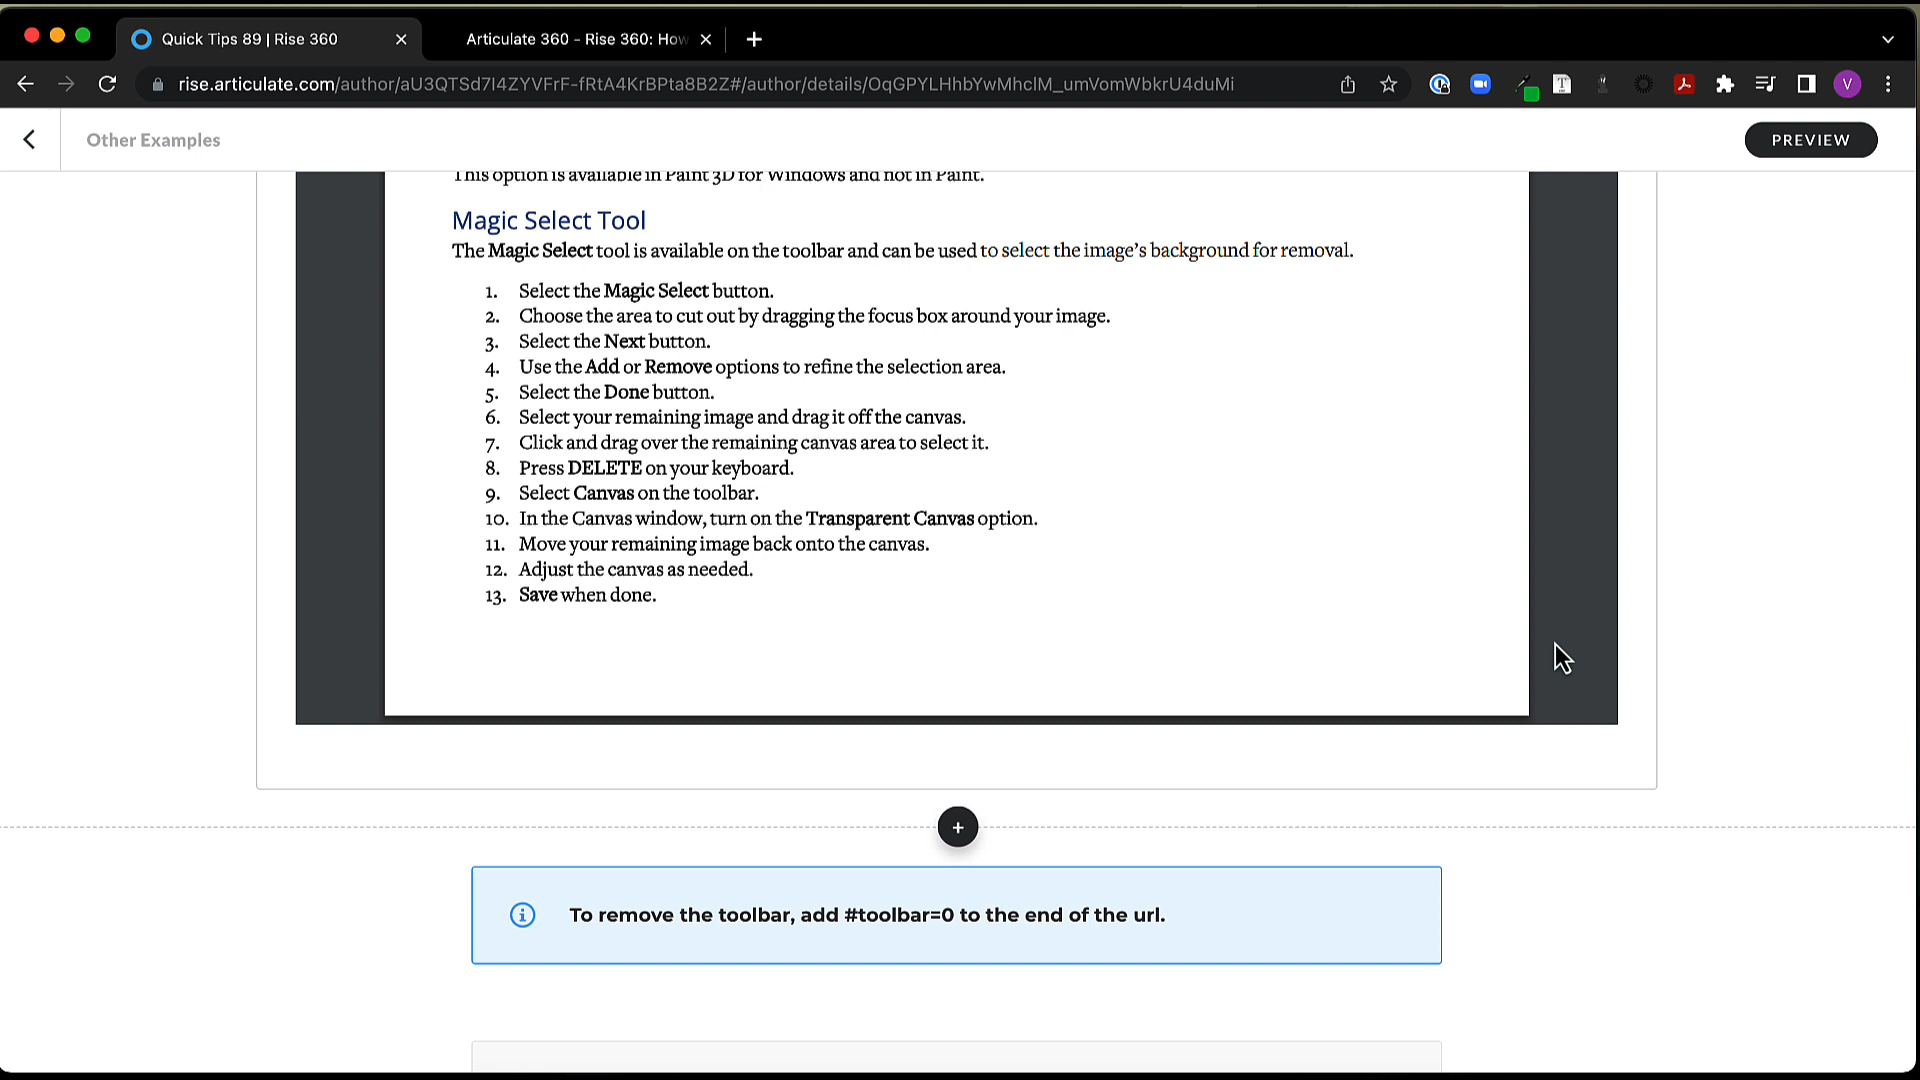 Quick Tips 89 | Rise 360
Articulate 360 - Rise 360: How
rise.articulate.com/author/aU3QTSd7I4ZYVFrF-fRtA4KrBPta8B2Z#/author/details/OqGPYLHhbYwMhclM_umVomWbkrU4duMi
V
Other Examples
PREVIEW
This option is available in Paint 3D for Windows and not in Paint.
Magic Select Tool
The Magic Select tool is available on the toolbar and can be used to select the image's background for removal.
1. Select the Magic Select button.
2. Choose the area to cut out by dragging the focus box around your image.
3. Select the Next button.
4. Use the Add or Remove options to refine the selection area.
5. Select the Done button.
6. Select your remaining image and drag it off the canvas.
7. Click and drag over the remaining canvas area to select it.
8. Press DELETE on your keyboard.
9. Select Canvas on the toolbar.
10. In the Canvas window, turn on the Transparent Canvas option.
11. Move your remaining image back onto the canvas.
12. Adjust the canvas as needed.
13. Save when done.
To remove the toolbar, add #toolbar=0 to the end of the url.